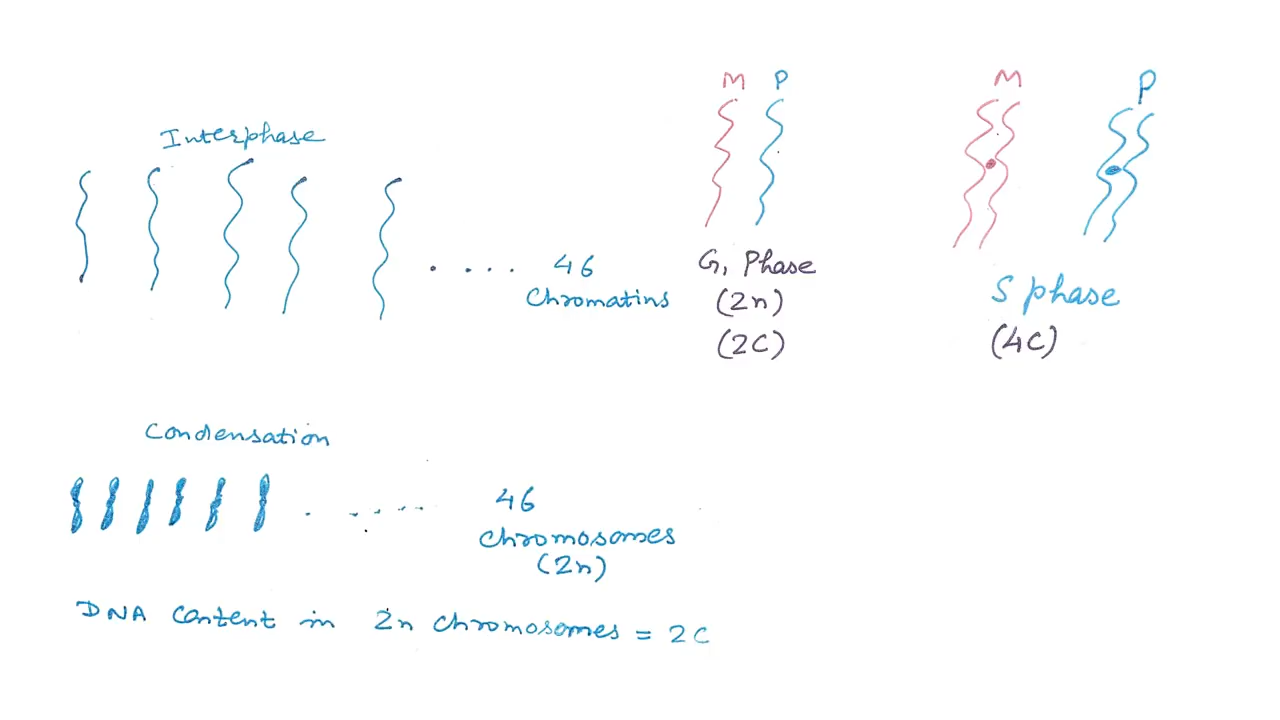 Interphase
46
Chromatins
M P
G1 Phase
(2n)
(2C)
M P
S phase
(4C)
Condensation
46
Chromosomes
(2n)
DNA content in 2n chromosomes = 2C